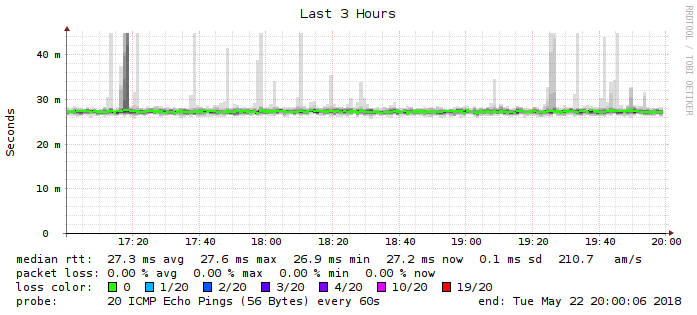 Last 3 Hours
RRDTOOL / TOBI OETIKER
Seconds
40 m
30 m
20 m
10 m
0
17:20 17:40 18:00 18:20 18:40 19:00 19:20 19:40 20:00
median rtt: 27.3 ms avg 27.6 ms max 26.9 ms min 27.2 ms now 0.1 ms sd 210.7 am/s
packet loss: 0.00 % avg 0.00 % max 0.00 % min 0.00 % now
loss color: 0 1/20 2/20 3/20 4/20 10/20 19/20
probe: 20 ICMP Echo Pings (56 Bytes) every 60s end: Tue May 22 20:00:06 2018